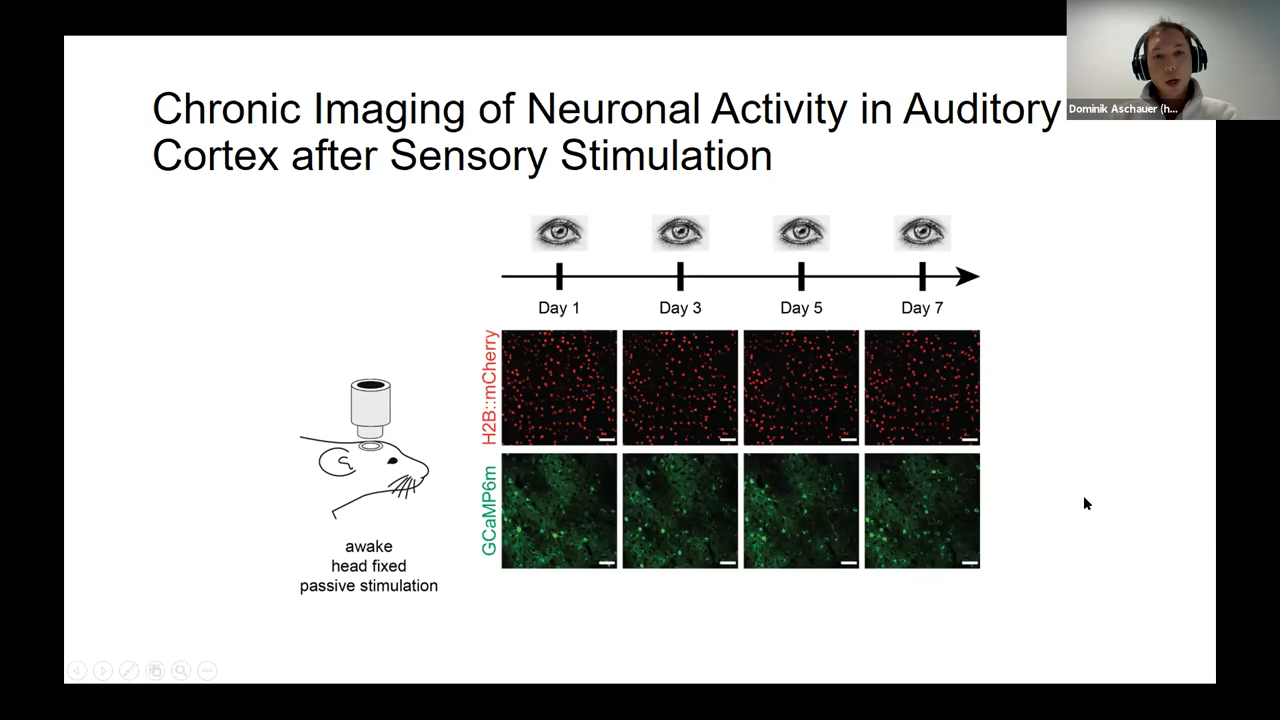 Chronic Imaging of Neuronal Activity in Auditory
Cortex after Sensory Stimulation
Dominik Aschauer (h...
Day 1
Day 3
Day 5
Day 7
H2B::mCherry
GCaMP6m
awake
head fixed
passive stimulation